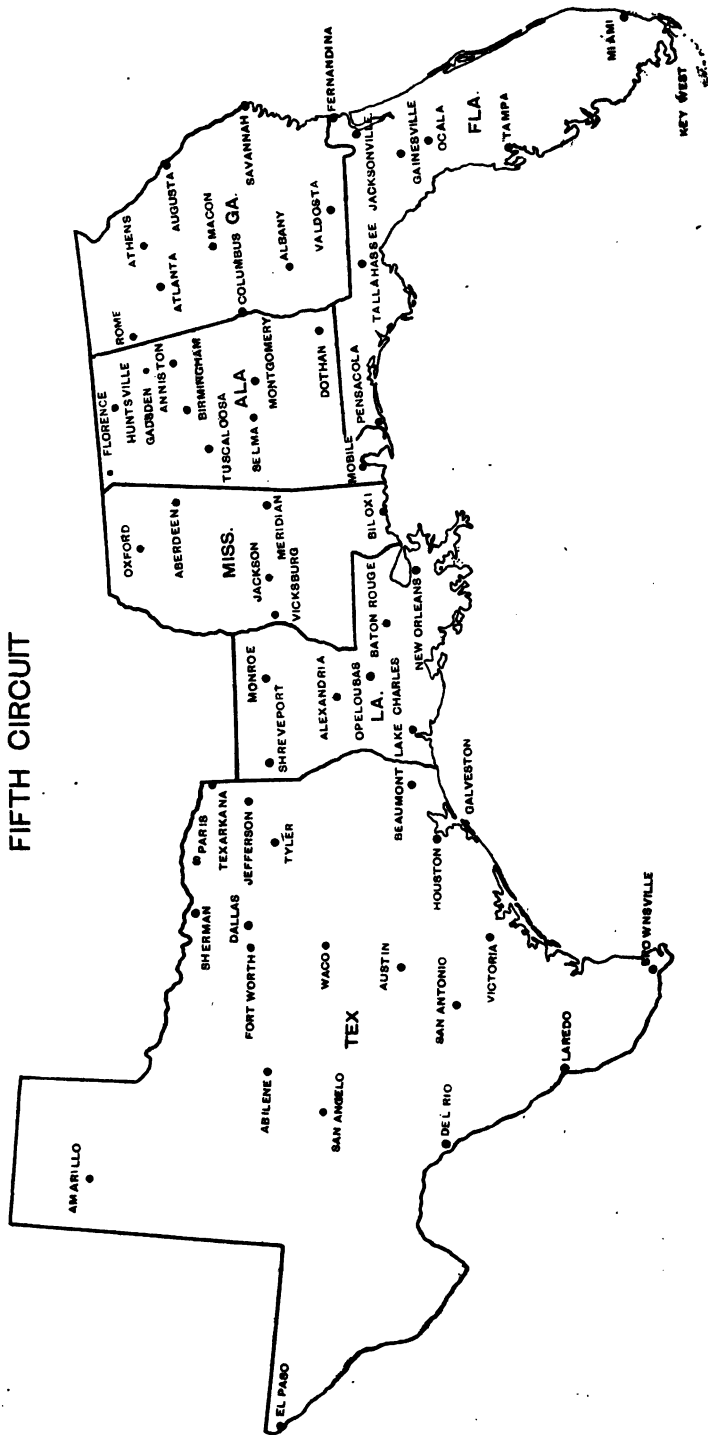 FIFTH CIRCUIT
AMARILLO
EL PASO
SHERMAN
PARIS
TEXARKANA
DALLAS
JEFFERSON
FORT WORTH
TYLER
ABILENE
WACO
SAN ANGELO
TEX
AUSTIN
BEAUMONT
HOUSTON
GALVESTON
SAN ANTONIO
DEL RIO
VICTORIA
LAREDO
BROWNSVILLE
MONROE
SHREVEPORT
ALEXANDRIA
OPELOUBAS
LA.
BATON ROUGE
LAKE CHARLES
NEW ORLEANS
OXFORD
ABERDEEN
MISS.
JACKSON
MERIDIAN
VICKSBURG
BILOXI
FLORENCE
HUNTSVILLE
GADSDEN
ANNISTON
BIRMINGHAM
TUSCALOOSA
ALA
SELMA
MONTGOMERY
DOTHAN
MOBILE
ROME
ATHENS
ATLANTA
AUGUSTA
MACON
COLUMBUS
GA.
SAVANNAH
ALBANY
VALDOSTA
FERNANDINA
PENSACOLA
TALLAHASSEE
JACKSONVILLE
GAINESVILLE
OCALA
FLA.
TAMPA
MIAMI
KEY WEST